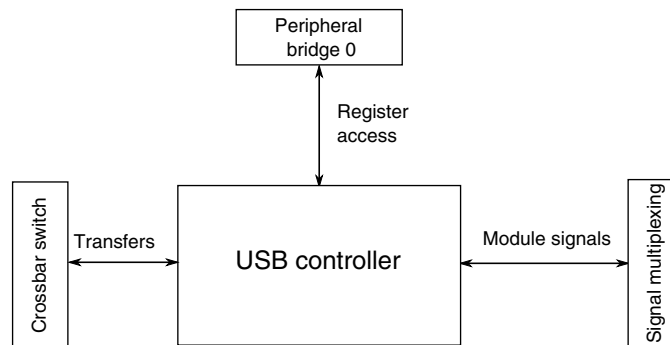 Peripheral
bridge 0
Register
access
Crossbar switch
Transfers
USB controller
Module signals
Signal multiplexing